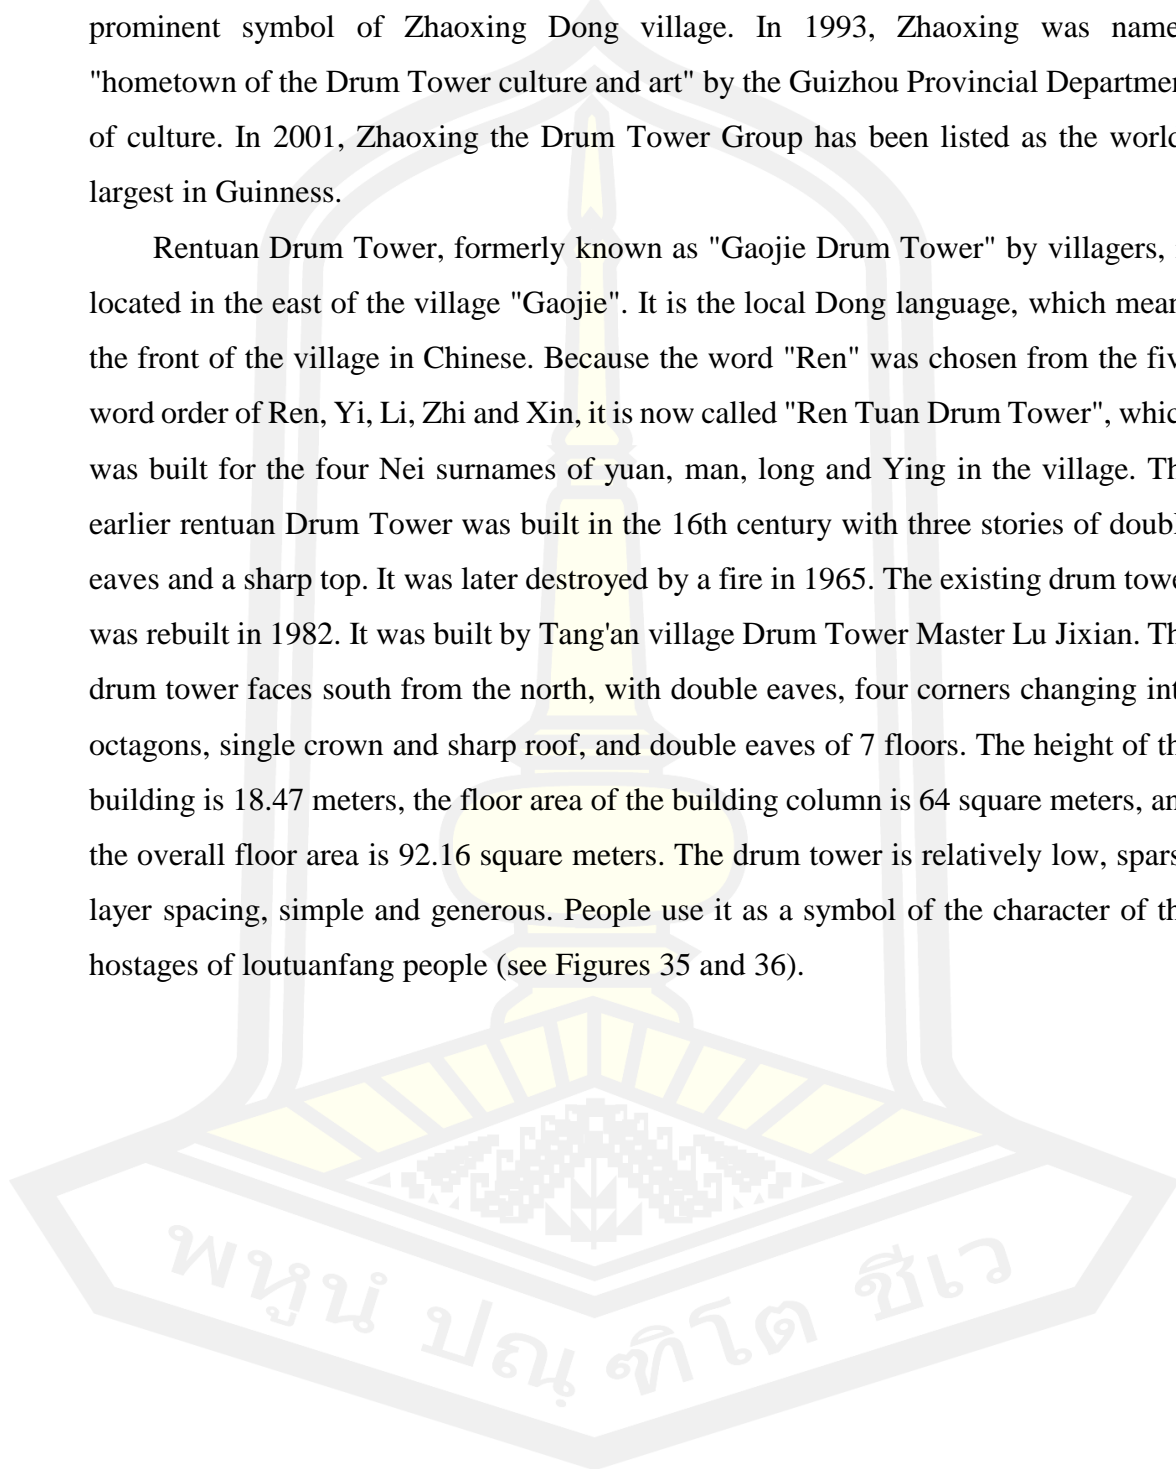 prominent symbol of Zhaoxing Dong village. In 1993, Zhaoxing was name
"hometown of the Drum Tower culture and art" by the Guizhou Provincial Departmen
of culture. In 2001, Zhaoxing the Drum Tower Group has been listed as the world
largest in Guinness.
Rentuan Drum Tower, formerly known as "Gaojie Drum Tower" by villagers,
located in the east of the village "Gaojie". It is the local Dong language, which mean
the front of the village in Chinese. Because the word "Ren" was chosen from the fiv
word order of Ren, Yi, Li, Zhi and Xin, it is now called "Ren Tuan Drum Tower", whic
was built for the four Nei surnames of yuan, man, long and Ying in the village. Th
earlier rentuan Drum Tower was built in the 16th century with three stories of doubl
eaves and a sharp top. It was later destroyed by a fire in 1965. The existing drum towe
was rebuilt in 1982. It was built by Tang'an village Drum Tower Master Lu Jixian. Th
drum tower faces south from the north, with double eaves, four corners changing int
octagons, single crown and sharp roof, and double eaves of 7 floors. The height of th
building is 18.47 meters, the floor area of the building column is 64 square meters, an
the overall floor area is 92.16 square meters. The drum tower is relatively low, spars
layer spacing, simple and generous. People use it as a symbol of the character of th
hostages of loutuanfang people (see Figures 35 and 36).
พหูนํ ปณฺฑิโต ชีเว